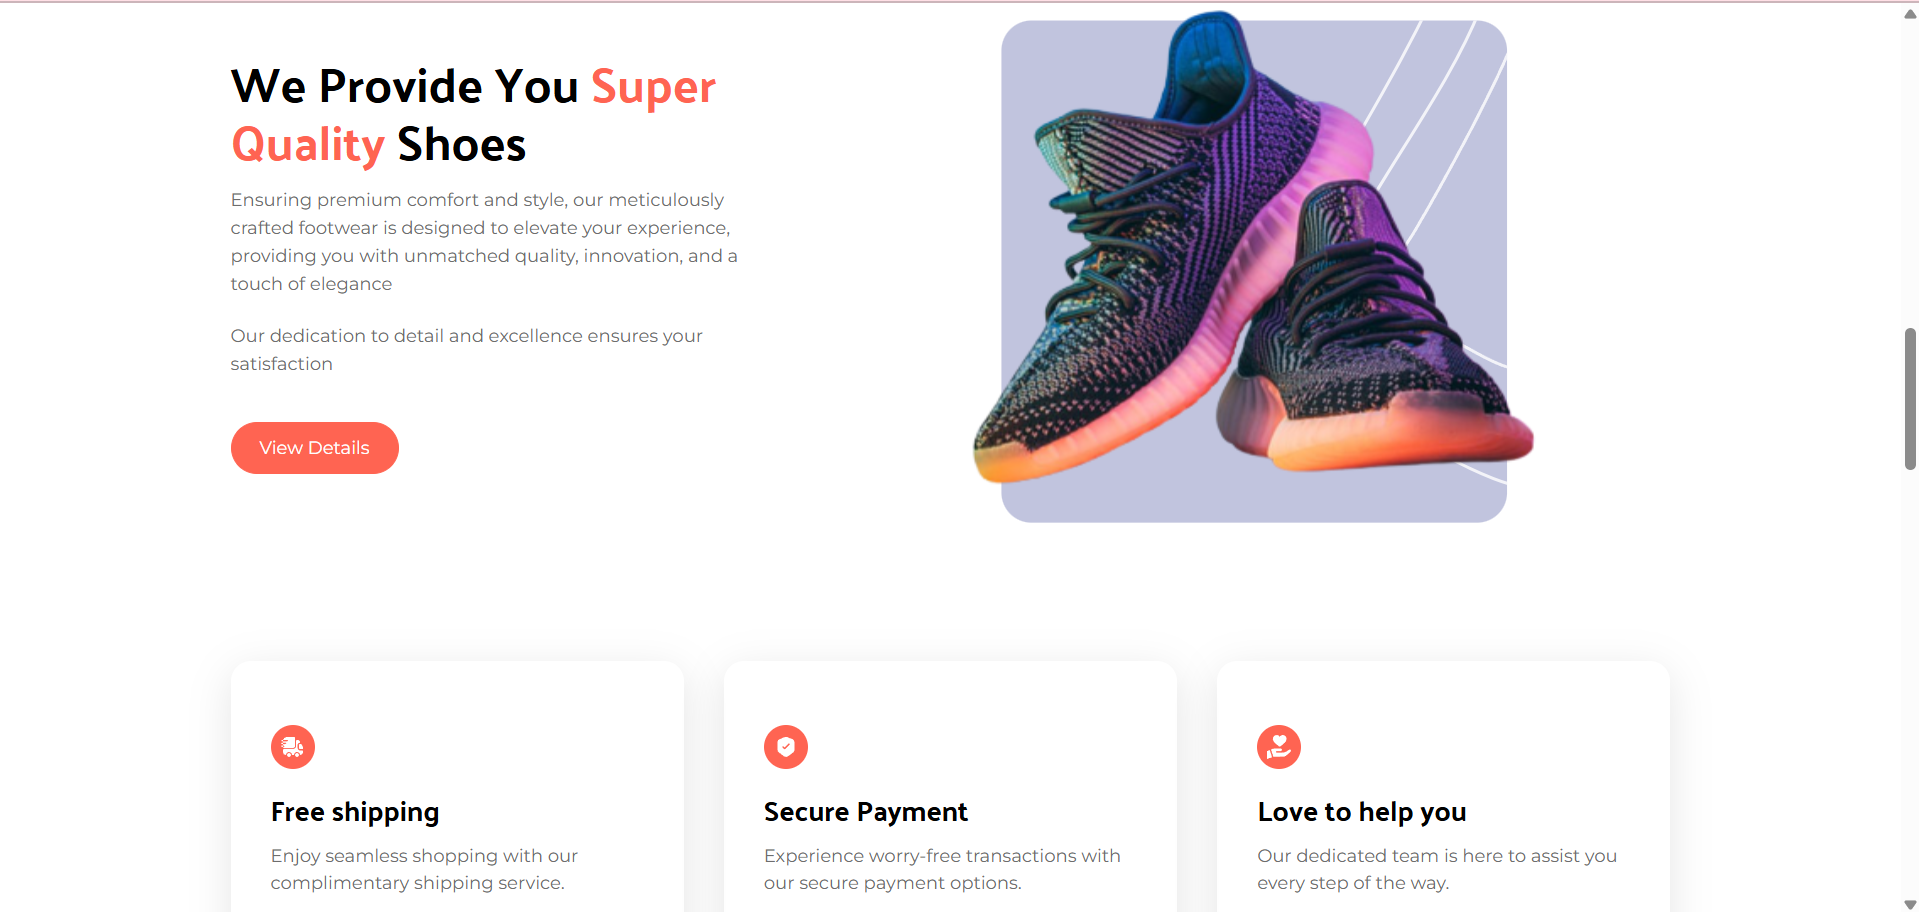 We Provide You Super
Quality Shoes
Ensuring premium comfort and style, our meticulously
crafted footwear is designed to elevate your experience,
providing you with unmatched quality, innovation, and a
touch of elegance
Our dedication to detail and excellence ensures your
satisfaction
View Details
Free shipping
Enjoy seamless shopping with our
complimentary shipping service.
Secure Payment
Experience worry-free transactions with
our secure payment options.
Love to help you
Our dedicated team is here to assist you
every step of the way.